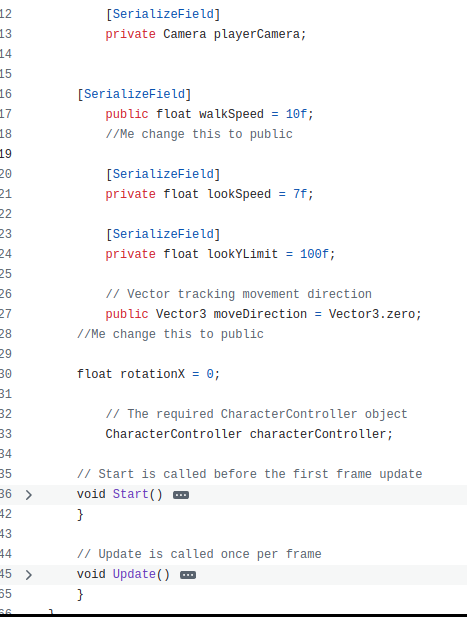 12 [SerializeField]
13 private Camera playerCamera;
14
15
16 [SerializeField]
17 public float walkSpeed = 10f;
18 //Me change this to public
19
20 [SerializeField]
21 private float lookSpeed = 7f;
22
23 [SerializeField]
24 private float lookYLimit = 100f;
25
26 // Vector tracking movement direction
27 public Vector3 moveDirection = Vector3.zero;
28 //Me change this to public
29
30 float rotationX = 0;
31
32 // The required CharacterController object
33 CharacterController characterController;
34
35 // Start is called before the first frame update
36 void Start() ...
42 }
43
44 // Update is called once per frame
45 void Update() ...
65 }
66 }